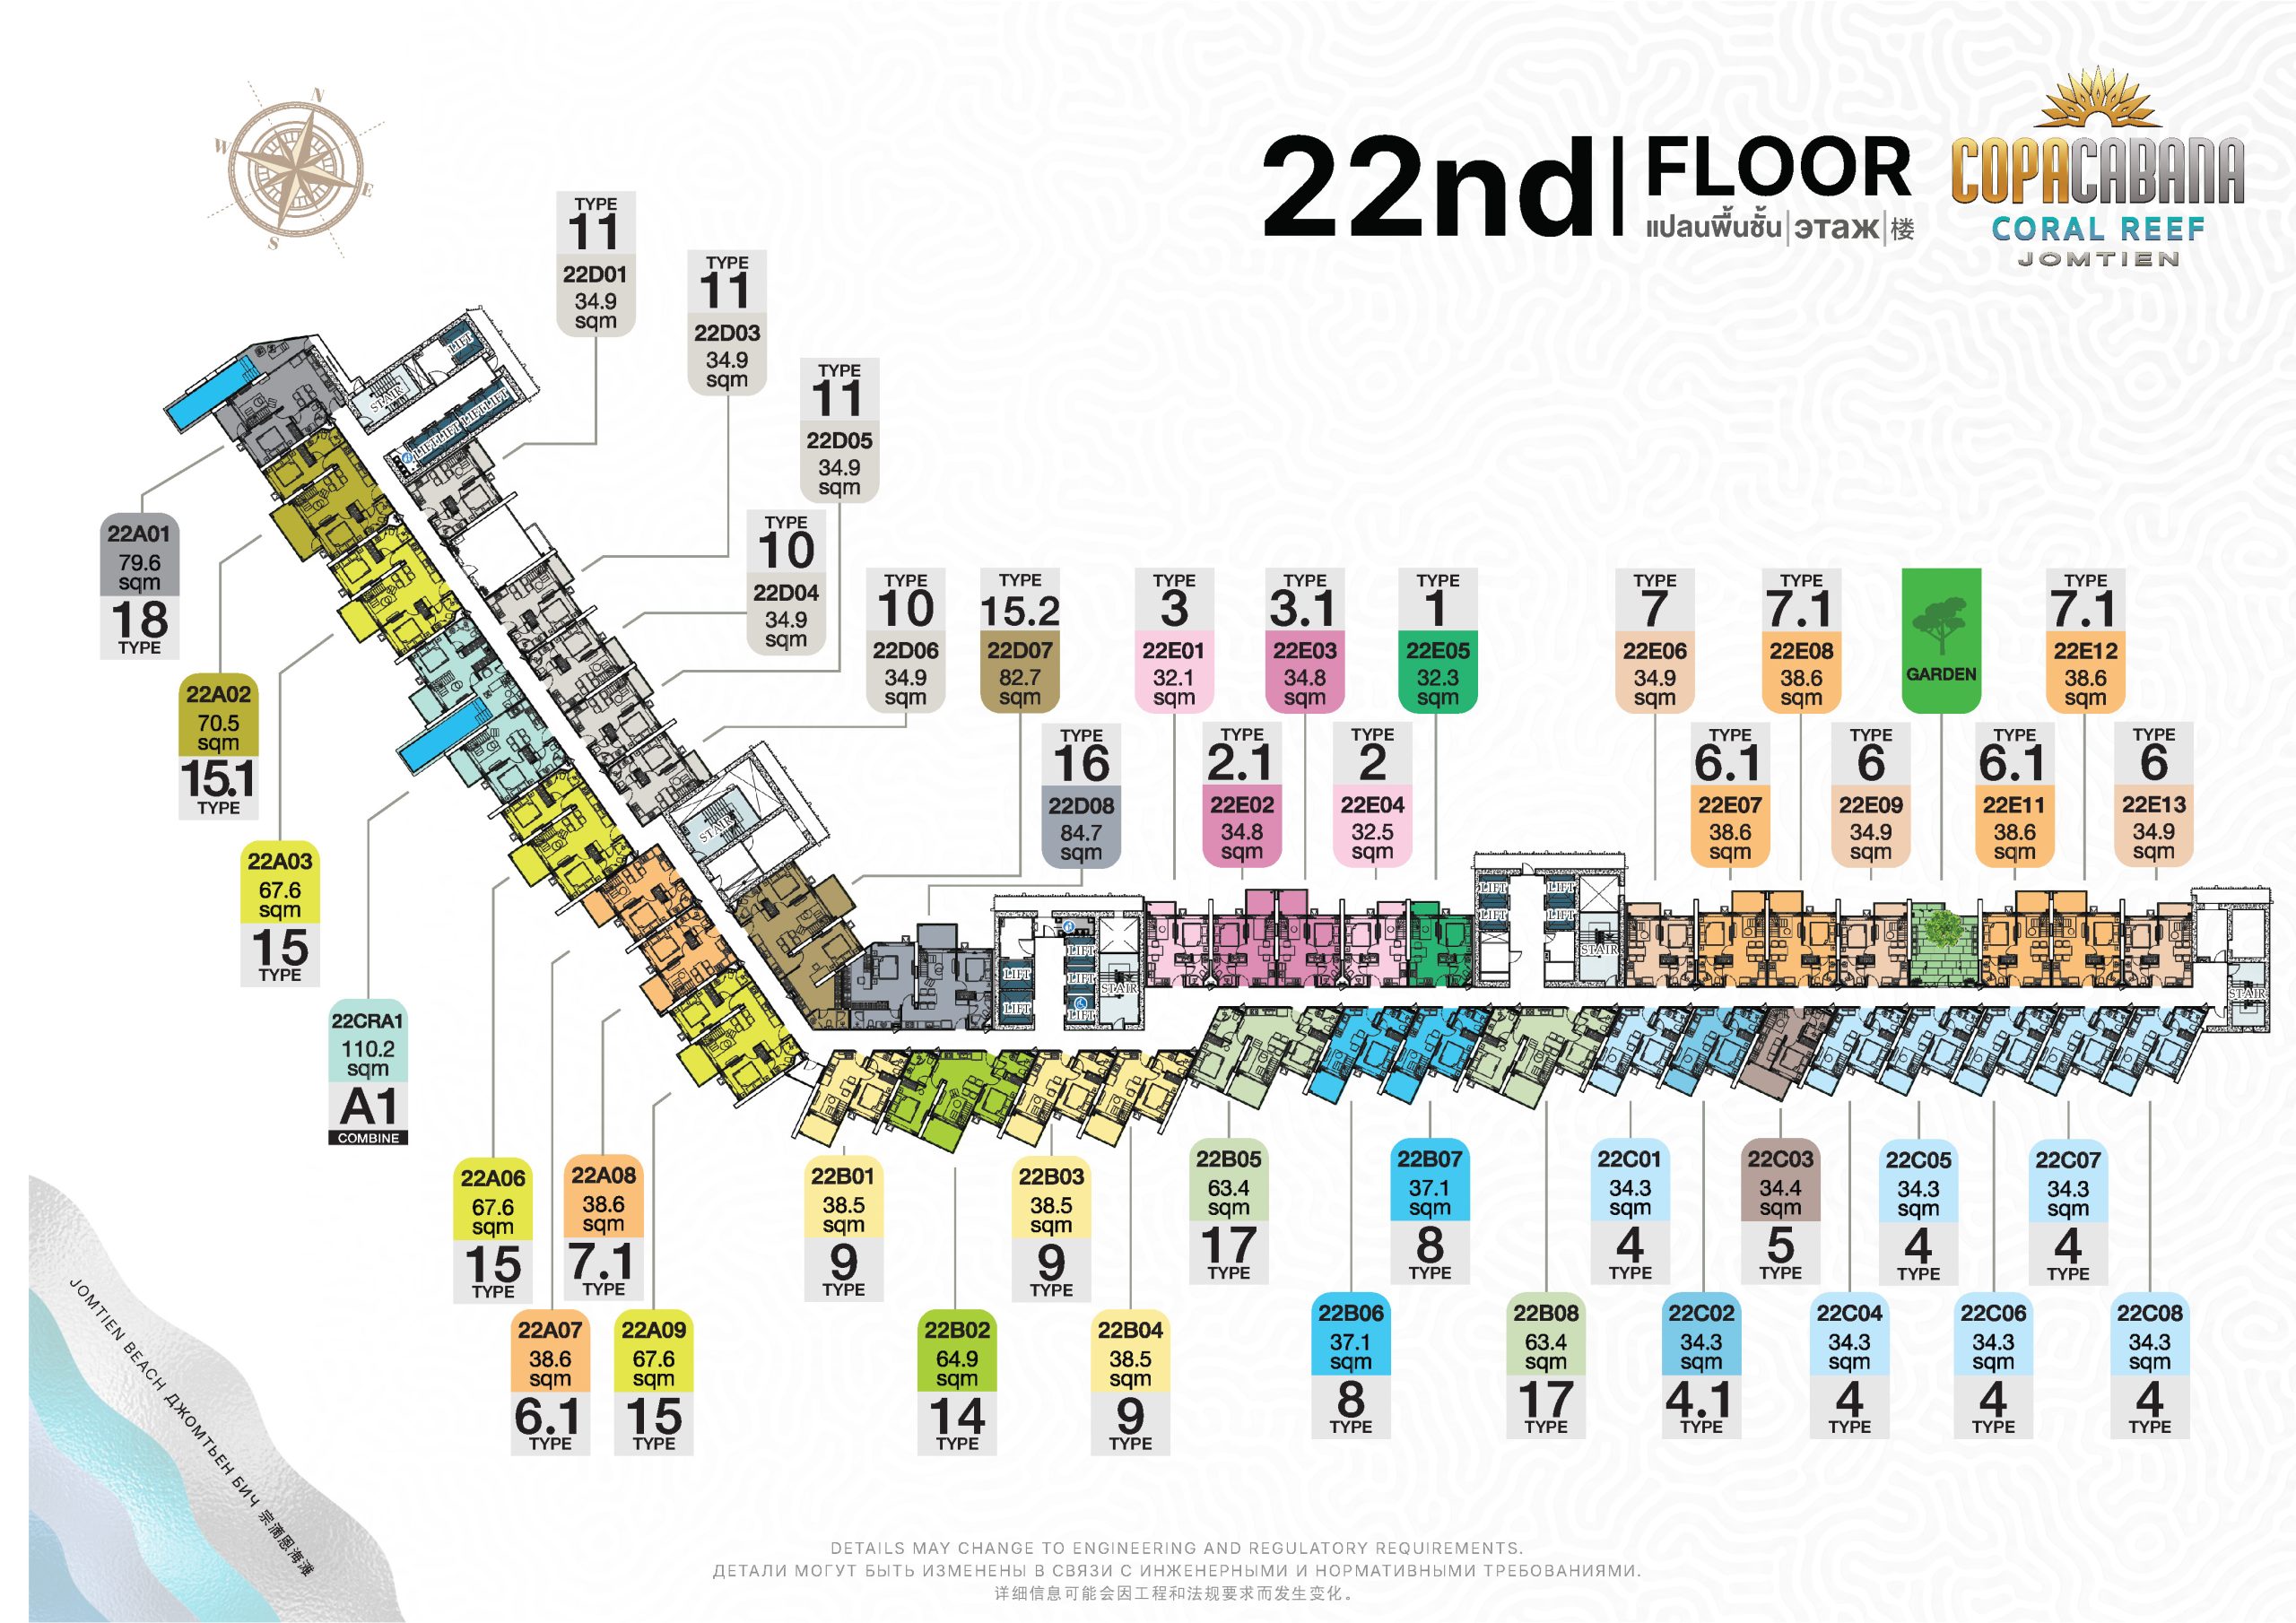 22nd
FLOOR
แปลนพื้นชั้น|этаж|楼
COPACABANA
CORAL REEF
JOMTIEN
N
W
E
S
TYPE
11
22D01
34.9
sqm
TYPE
11
22D03
34.9
sqm
TYPE
11
22D05
34.9
sqm
TYPE
10
22D04
34.9
sqm
TYPE
10
22D06
34.9
sqm
TYPE
15.2
22D07
82.7
sqm
TYPE
16
22D08
84.7
sqm
TYPE
3
22E01
32.1
sqm
TYPE
2.1
22E02
34.8
sqm
TYPE
3.1
22E03
34.8
sqm
TYPE
2
22E04
32.5
sqm
TYPE
1
22E05
32.3
sqm
TYPE
7
22E06
34.9
sqm
TYPE
6.1
22E07
38.6
sqm
TYPE
7.1
22E08
38.6
sqm
TYPE
6
22E09
34.9
sqm
GARDEN
TYPE
6.1
22E11
38.6
sqm
TYPE
7.1
22E12
38.6
sqm
TYPE
6
22E13
34.9
sqm
LIFT
STAIR
LIFT LIFT LIFT LIFT
STAIR
LIFT
LIFT
LIFT
LIFT
LIFT
STAIR
LIFT
LIFT
LIFT
LIFT
STAIR
STAIR
22A01
79.6
sqm
18
TYPE
22A02
70.5
sqm
15.1
TYPE
22A03
67.6
sqm
15
TYPE
22CRA1
110.2
sqm
A1
COMBINE
22A06
67.6
sqm
15
TYPE
22A07
38.6
sqm
6.1
TYPE
22A08
38.6
sqm
7.1
TYPE
22A09
67.6
sqm
15
TYPE
22B01
38.5
sqm
9
TYPE
22B02
64.9
sqm
14
TYPE
22B03
38.5
sqm
9
TYPE
22B04
38.5
sqm
9
TYPE
22B05
63.4
sqm
17
TYPE
22B06
37.1
sqm
8
TYPE
22B07
37.1
sqm
8
TYPE
22B08
63.4
sqm
17
TYPE
22C01
34.3
sqm
4
TYPE
22C02
34.3
sqm
4.1
TYPE
22C03
34.4
sqm
5
TYPE
22C04
34.3
sqm
4
TYPE
22C05
34.3
sqm
4
TYPE
22C06
34.3
sqm
4
TYPE
22C07
34.3
sqm
4
TYPE
22C08
34.3
sqm
4
TYPE
JOMTIEN BEACH ДЖОМТЬЕН БИЧ 宗滴恩海滩
DETAILS MAY CHANGE TO ENGINEERING AND REGULATORY REQUIREMENTS.
ДЕТАЛИ МОГУТ БЫТЬ ИЗМЕНЕНЫ В СВЯЗИ С ИНЖЕНЕРНЫМИ И НОРМАТИВНЫМИ ТРЕБОВАНИЯМИ.
详细信息可能会因工程和法规要求而发生变化。